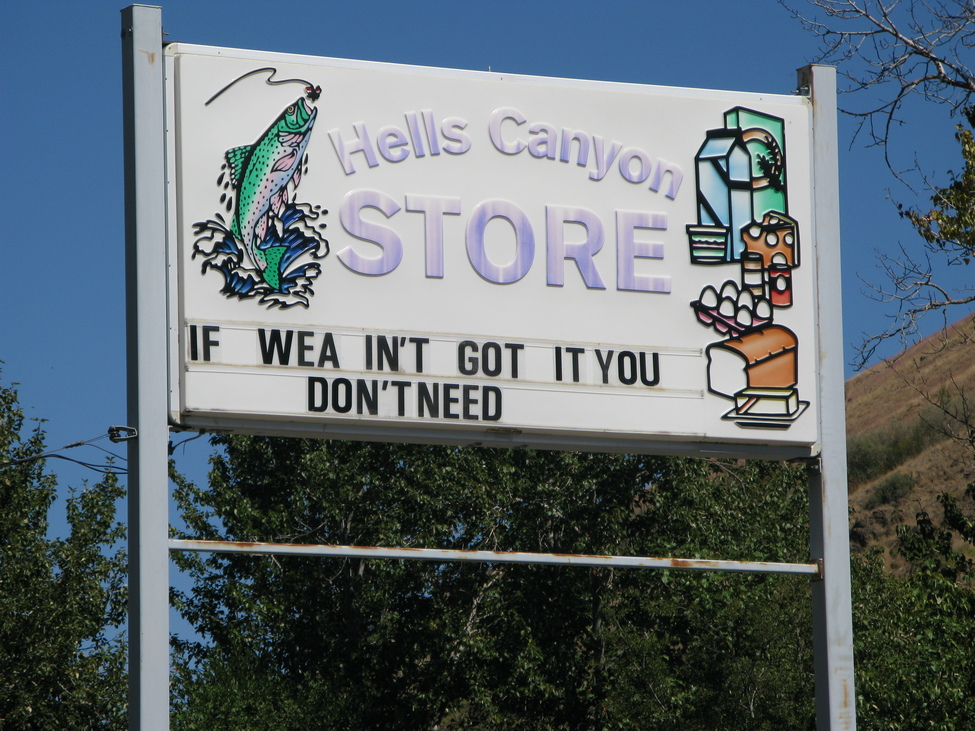 Hells Canyon
STORE
IF WEA IN'T GOT IT YOU
DON'TNEED